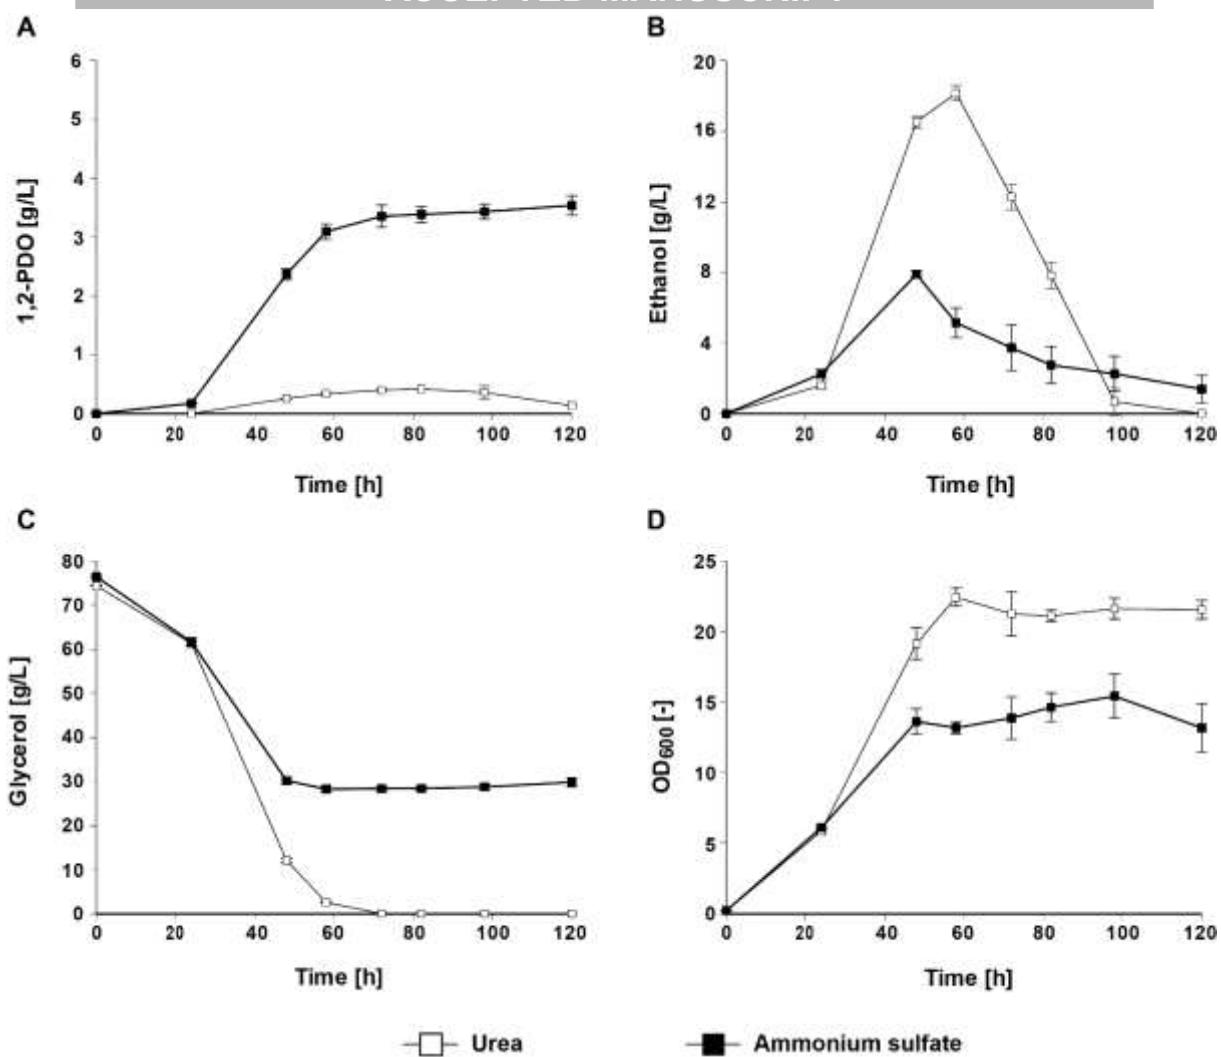 A
6
5
4
3
2
1
0
1,2-PDO [g/L]
0 20 40 60 80 100 120
Time [h]
B
20
16
12
8
4
0
Ethanol [g/L]
0 20 40 60 80 100 120
Time [h]
C
80
70
60
50
40
30
20
10
0
Glycerol [g/L]
0 20 40 60 80 100 120
Time [h]
D
25
20
15
10
5
0
OD600 [-]
0 20 40 60 80 100 120
Time [h]
Urea
Ammonium sulfate